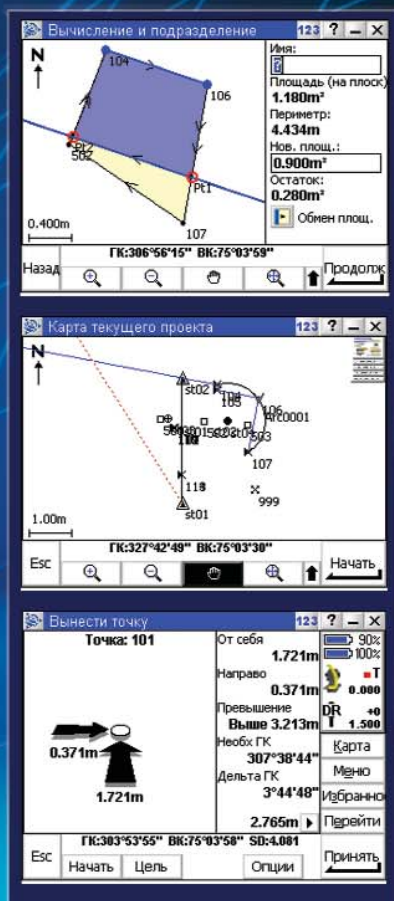 Вычисление и подразделение 123 ?
N
104
106
Pt2
502
Pt1
107
0.400m
Имя:
Площадь (на плоск)
1.180m²
Периметр:
4.434m
Нов. площ.:
0.900m²
Остаток:
0.280m²
Обмен площ.
ГК:306°56'15" ВК:75°03'59"
Назад
Продолж
Карта текущего проекта 123 ?
N
st02
104
105
106
Arc0001
503
107
118
999
st01
1.00m
ГК:327°42'49" ВК:75°03'30"
Esc
Начать
Вынести точку 123 ?
Точка: 101
0.371m
1.721m
От себя
1.721m
Направо
0.371m
Превышение
Выше 3.213m
Необх ГК
307°38'44"
Дельта ГК
3°44'48"
2.765m
90%
100%
T
0.000
DR +0
T 1.500
Карта
Меню
Избранно
Перейти
ГК:303°53'55" ВК:75°03'58" SD:4.081
Esc
Начать
Цель
Опции
Принять